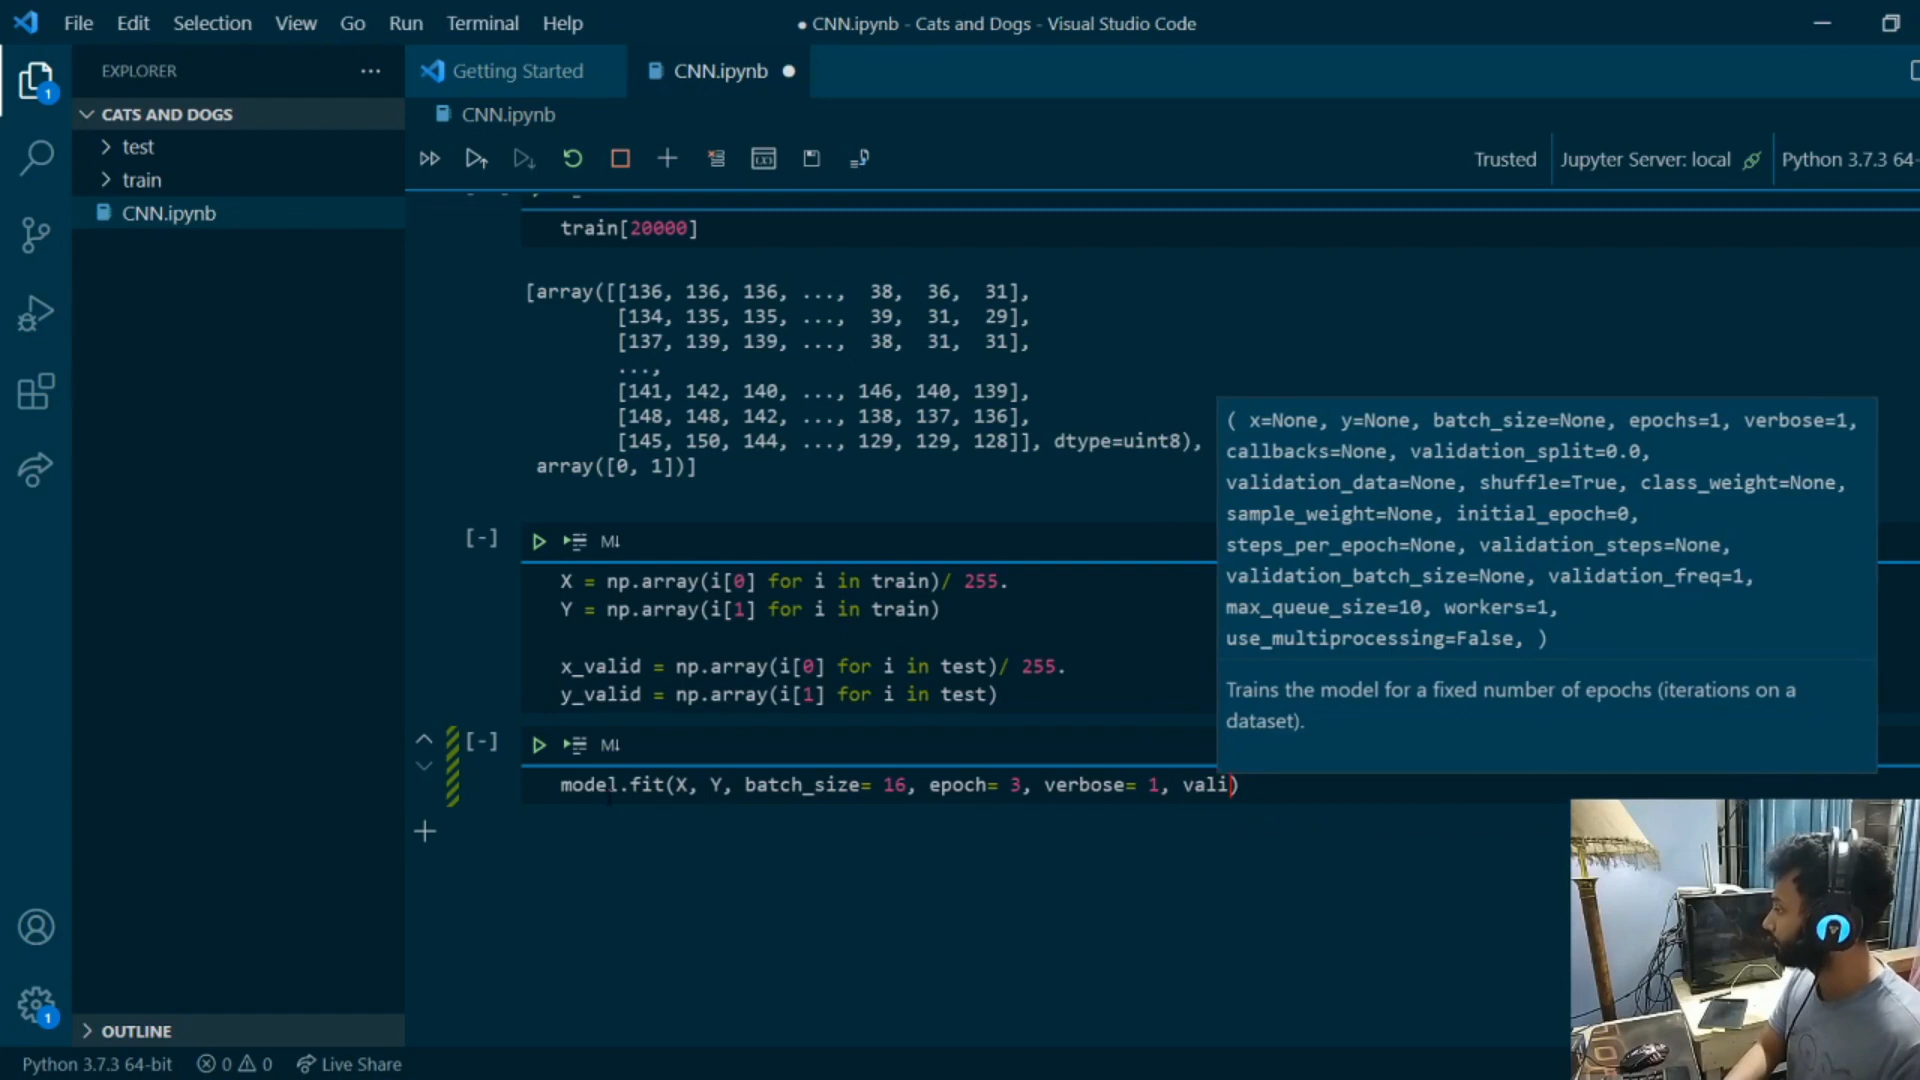 File Edit Selection View Go Run Terminal Help
● CNN.ipynb - Cats and Dogs - Visual Studio Code
EXPLORER
Getting Started
CNN.ipynb
1
CATS AND DOGS
CNN.ipynb
test
train
Trusted
Jupyter Server: local
Python 3.7.3 64-
CNN.ipynb
train[20000]
[array([[136, 136, 136, ..., 38, 36, 31],
[134, 135, 135, ..., 39, 31, 29],
[137, 139, 139, ..., 38, 31, 31],
...,
[141, 142, 140, ..., 146, 140, 139],
[148, 148, 142, ..., 138, 137, 136],
[145, 150, 144, ..., 129, 129, 128]], dtype=uint8),
array([0, 1])]
( x=None, y=None, batch_size=None, epochs=1, verbose=1,
callbacks=None, validation_split=0.0,
validation_data=None, shuffle=True, class_weight=None,
sample_weight=None, initial_epoch=0,
steps_per_epoch=None, validation_steps=None,
validation_batch_size=None, validation_freq=1,
max_queue_size=10, workers=1,
use_multiprocessing=False, )
Trains the model for a fixed number of epochs (iterations on a
dataset).
[-]
M↓
X = np.array(i[0] for i in train)/ 255.
Y = np.array(i[1] for i in train)
x_valid = np.array(i[0] for i in test)/ 255.
y_valid = np.array(i[1] for i in test)
[-]
M↓
model.fit(X, Y, batch_size= 16, epoch= 3, verbose= 1, vali)
1
OUTLINE
Python 3.7.3 64-bit
0
0
Live Share